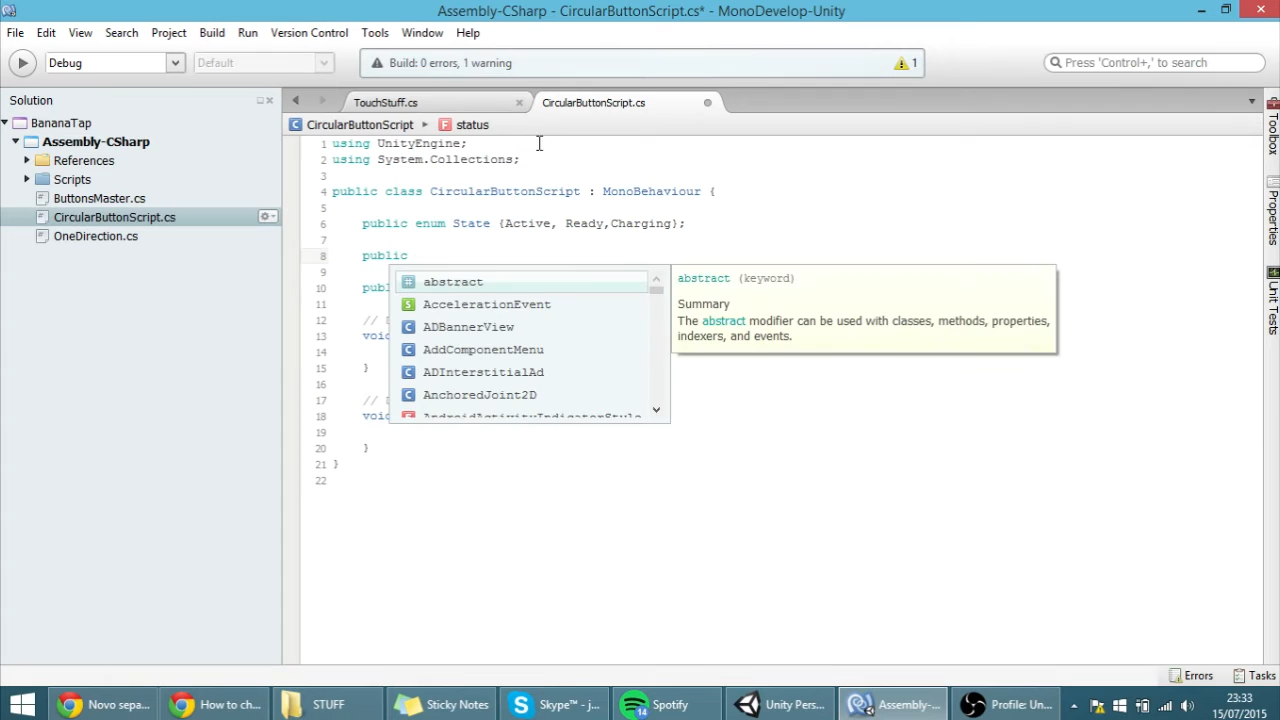 Assembly-CSharp - CircularButtonScript.cs* - MonoDevelop-Unity
File Edit View Search Project Build Run Version Control Tools Window Help
Debug Default Build: 0 errors, 1 warning 1 Press 'Control+,' to search
Solution
BananaTap
Assembly-CSharp
References
Scripts
ButtonsMaster.cs
CircularButtonScript.cs
OneDirection.cs
TouchStuff.cs CircularButtonScript.cs
CircularButtonScript status
1 using UnityEngine;
2 using System.Collections;
3
4 public class CircularButtonScript : MonoBehaviour {
5
6 public enum State {Active, Ready,Charging};
7
8 public
9
10
11
12 //
13
14
15 }
16
17 //
18
19
20 }
21 }
22
abstract
AccelerationEvent
ADBannerView
AddComponentMenu
ADInterstitialAd
AnchoredJoint2D
AndroidActivityIndicatorStyle
abstract (keyword)
Summary
The abstract modifier can be used with classes, methods, properties,
indexers, and events.
Toolbox
Properties
Unit Tests
Errors Tasks
Novo sepa... How to ch... STUFF Sticky Notes Skype™ - j... 14 Spotify Unity Pers... Assembly-... Profile: Un...
23:33
15/07/2015